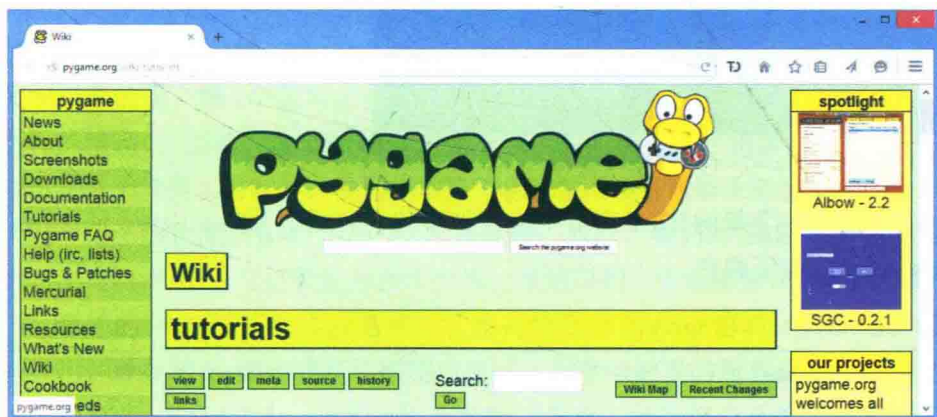 Wiki
pygame.org
pygame
News
About
Screenshots
Downloads
Documentation
Tutorials
Pygame FAQ
Help (irc, lists)
Bugs & Patches
Mercurial
Links
Resources
What's New
Wiki
Cookbook
eds
pygame.org
pygame
Search the pygame.org website
Wiki
tutorials
view edit meta source history
links
Search:
Go
Wiki Map Recent Changes
spotlight
Albow - 2.2
SGC - 0.2.1
our projects
pygame.org
welcomes all